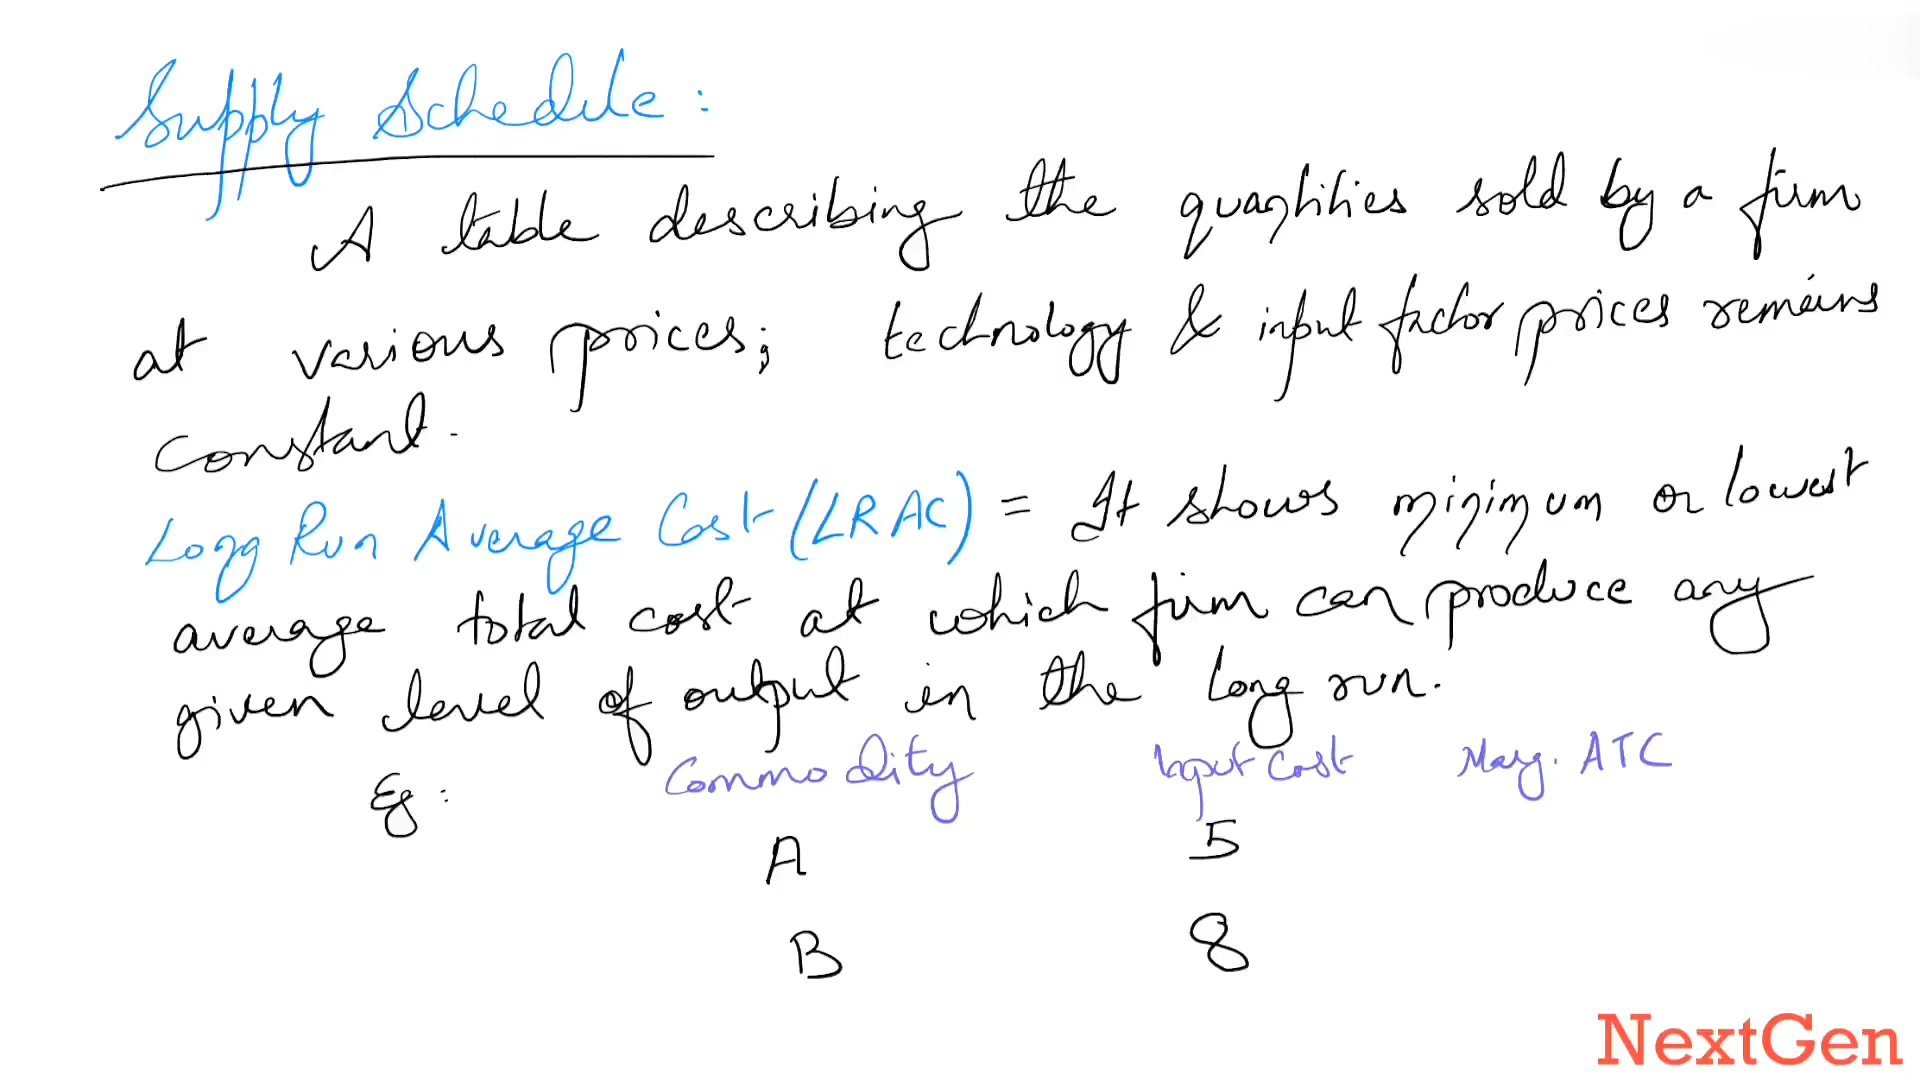 Supply Schedule :
A table describing the quantities sold by a firm
at various prices; technology & input factor prices remains
constant.
Long Run Average Cost (LRAC) = It shows minimum or lowest
average total cost at which firm can produce any
given level of output in the long run.
Eg : Commodity Input Cost Marg. ATC
A 5
B 8
NextGen